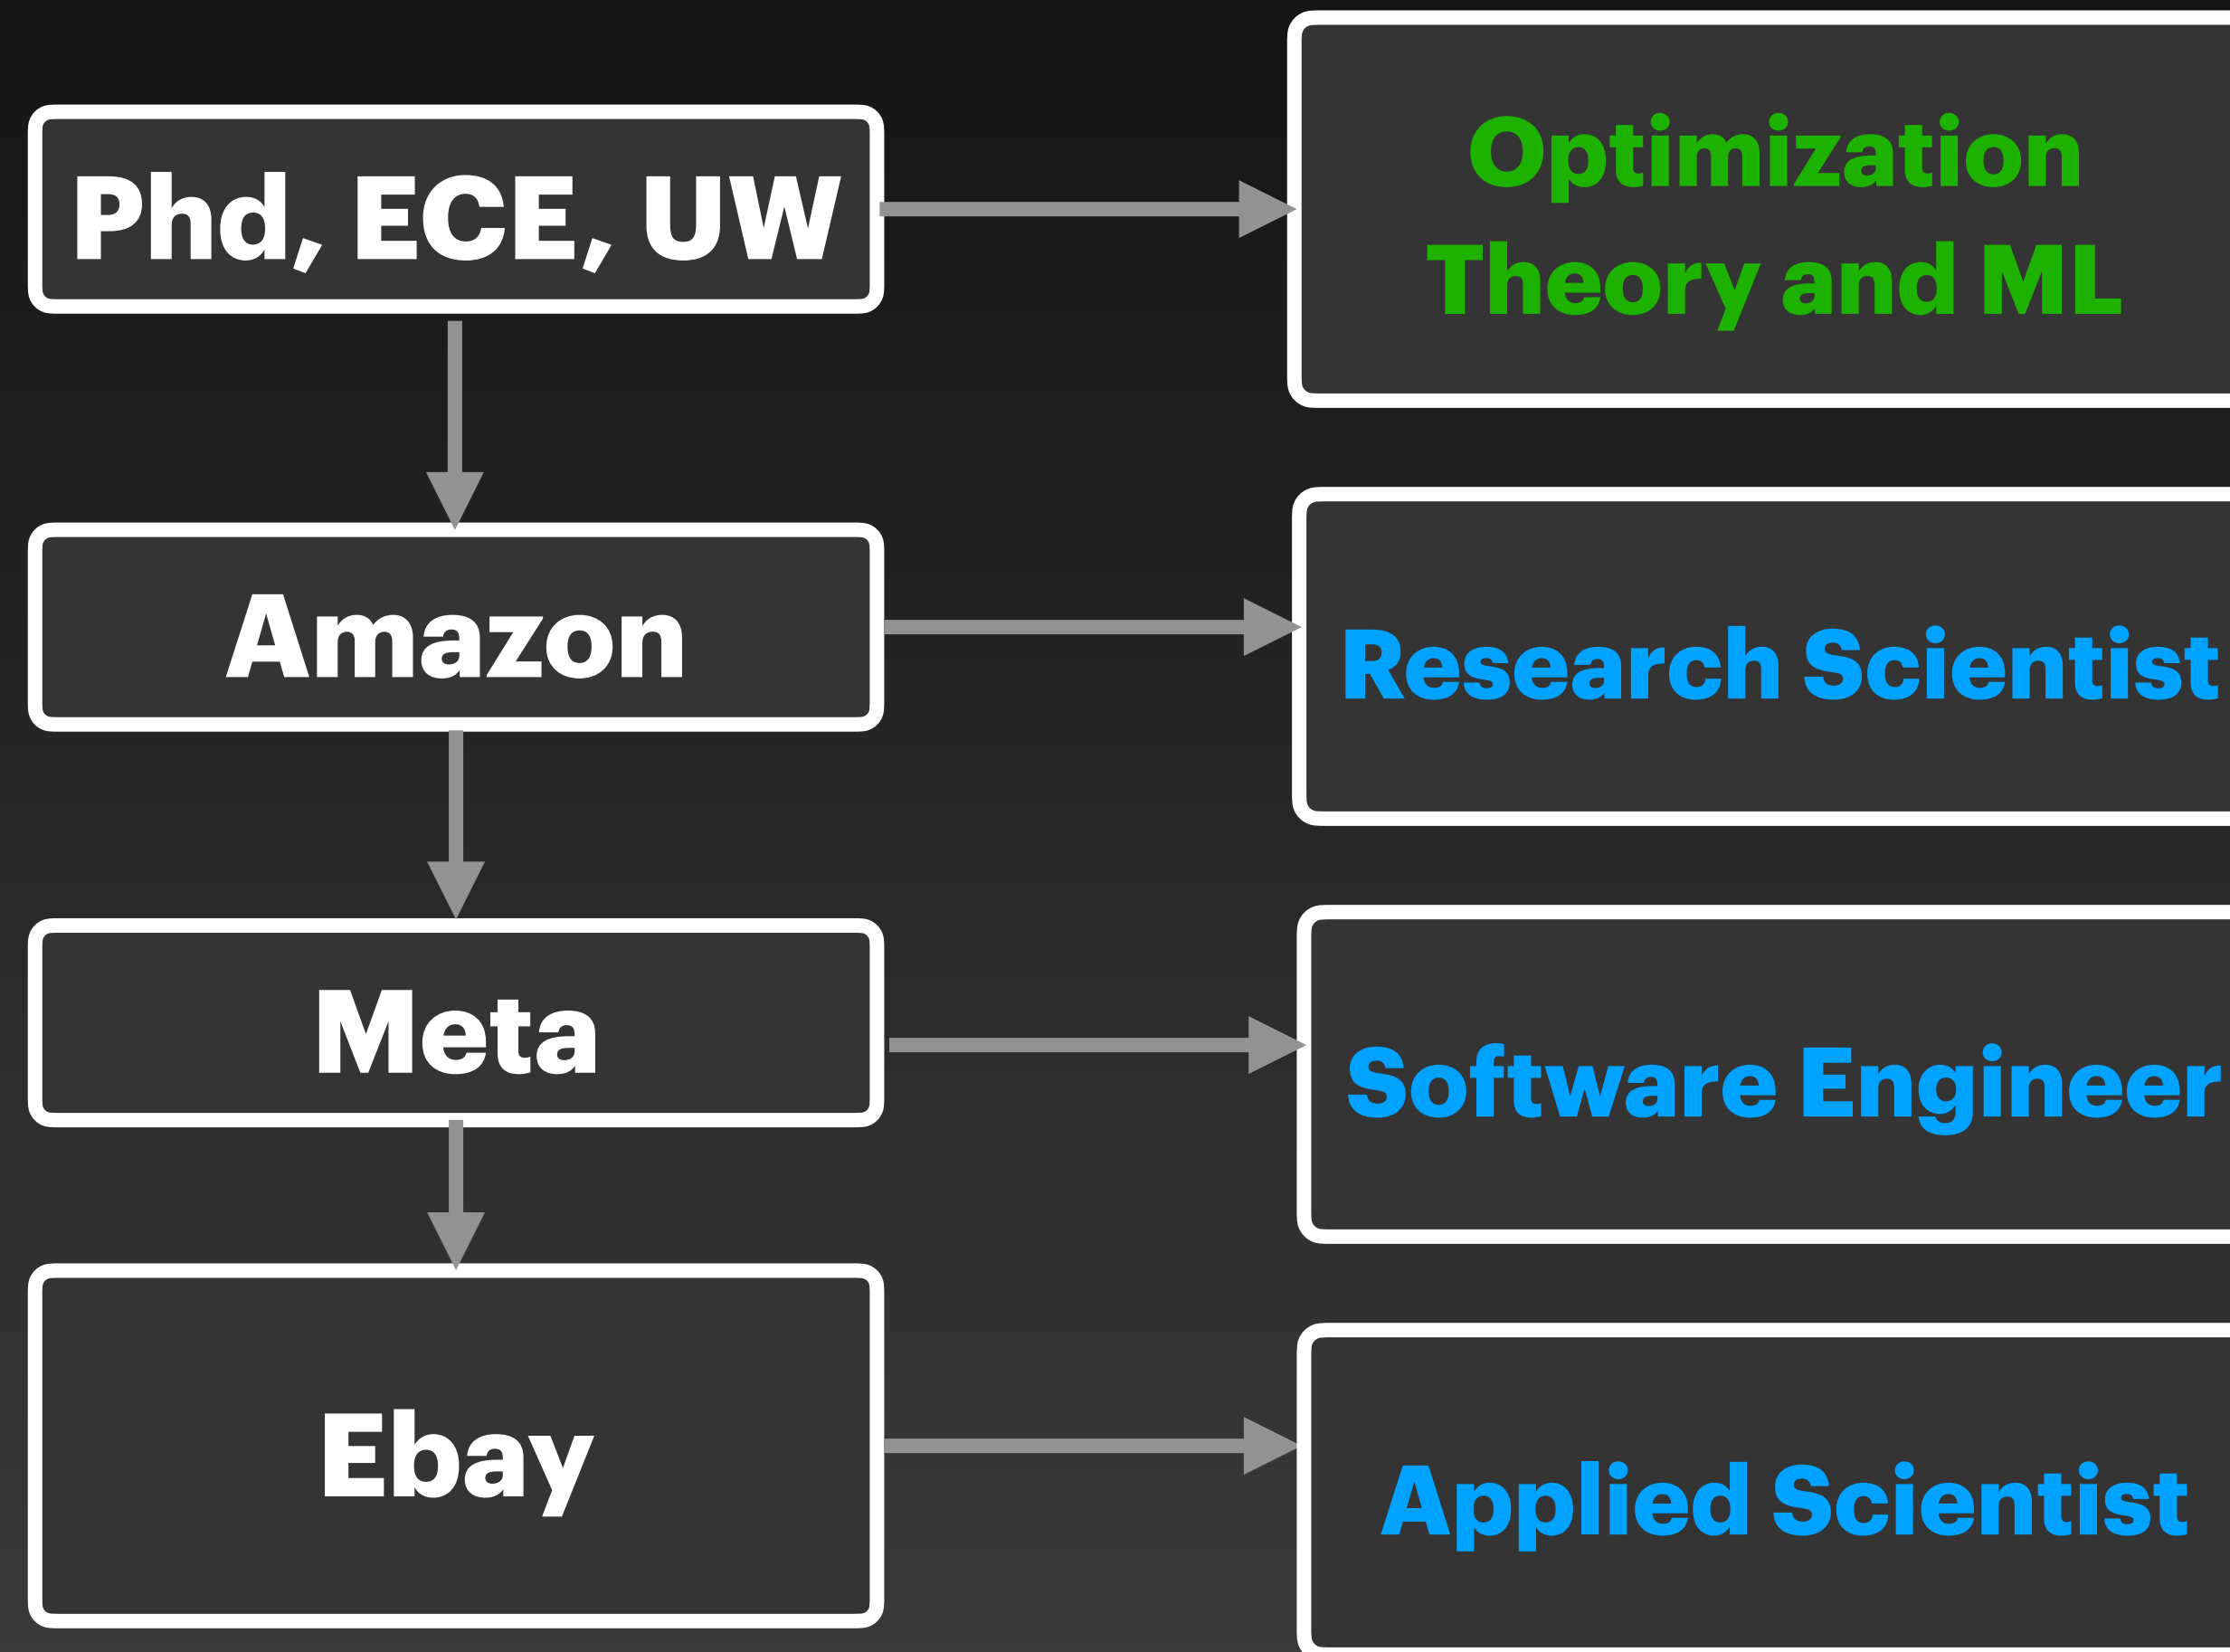 Phd, ECE, UW
Optimization
Theory and ML
Amazon
Research Scientist
Meta
Software Engineer
Ebay
Applied Scientist